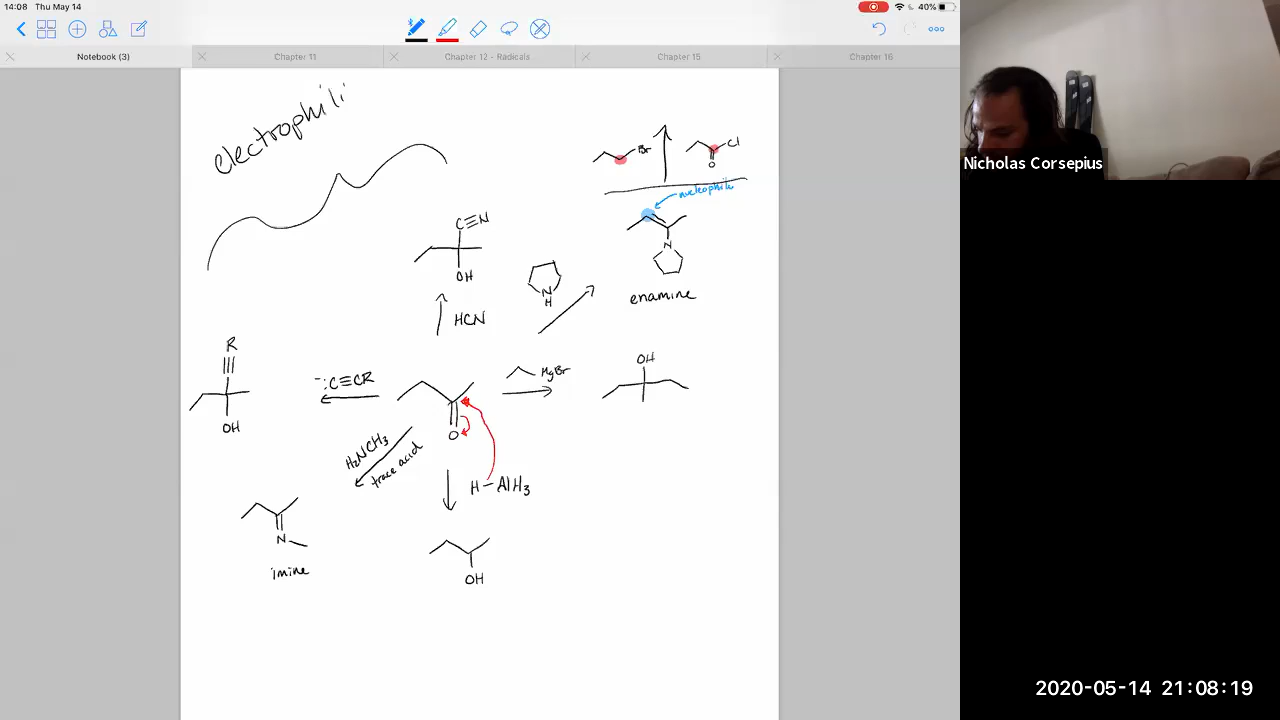 14:08 Thu May 14
40%
Notebook (3)
Chapter 11
Chapter 12 - Radicals
Chapter 15
Chapter 16
Nicholas Corsepius
electrophili
Br
Cl
O
nucleophile
N
enamine
C≡N
OH
HCN
N
H
R
OH
⁻:C≡CR
MgBr
OH
O
H2NCH3
trace acid
H-AlH3
N
imine
OH
2020-05-14 21:08:19